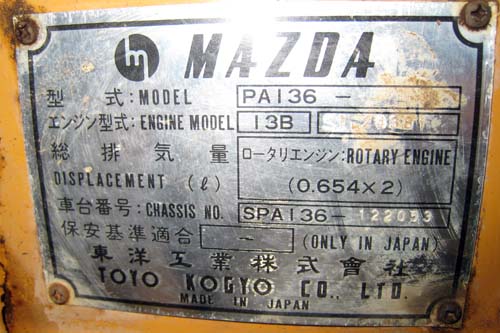 m MAZDA
型式:MODEL PA136-
エンジン型式:ENGINE MODEL 13B
総排気量 ロータリエンジン:ROTARY ENGINE
DISPLACEMENT (ℓ) (0.654×2)
車台番号:CHASSIS NO. SPA136-122053
保安基準適合 - (ONLY IN JAPAN)
東洋工業株式會社
TOYO KOGYO CO., LTD.
MADE IN JAPAN